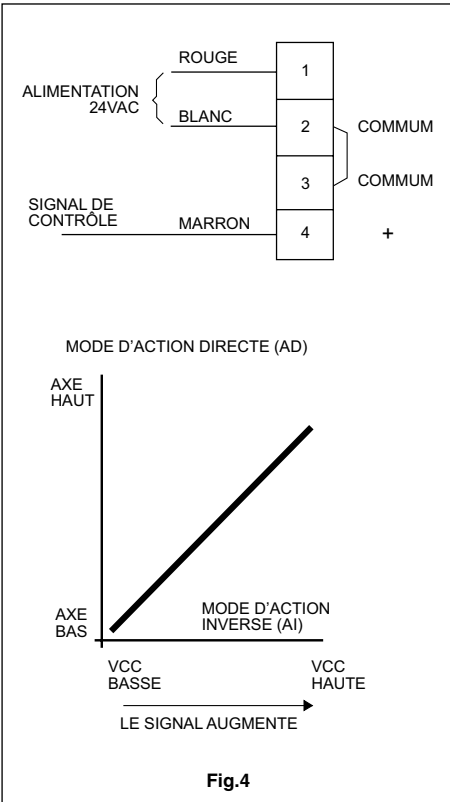 ROUGE
1
ALIMENTATION
24VAC
BLANC
2
COMMUM
3
COMMUM
SIGNAL DE
CONTRÔLE
MARRON
4
+
MODE D'ACTION DIRECTE (AD)
AXE
HAUT
AXE
BAS
MODE D'ACTION
INVERSE (AI)
VCC
BASSE
VCC
HAUTE
LE SIGNAL AUGMENTE
Fig.4